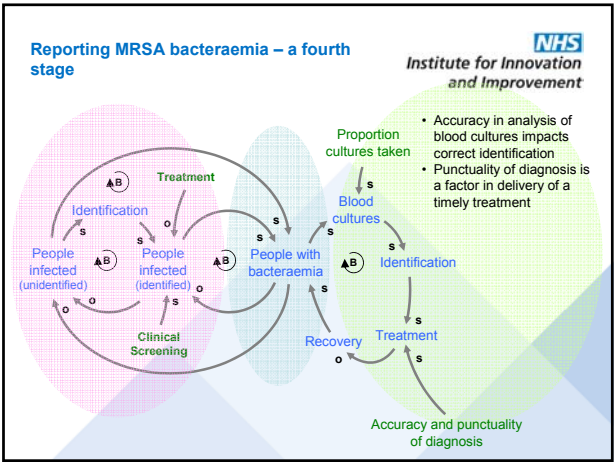 Reporting MRSA bacteraemia – a fourth
stage
NHS
Institute for Innovation
and Improvement
• Accuracy in analysis of
blood cultures impacts
correct identification
• Punctuality of diagnosis is
a factor in delivery of a
timely treatment
Proportion
cultures taken
s
Blood
cultures
B
Treatment
Identification
s
o
s
s
s
s
s
People
infected
(unidentified)
B
People
infected
(identified)
B
People with
bacteraemia
B
Identification
o
o
s
o
s
s
Clinical
Screening
Recovery
o
Treatment
s
Accuracy and punctuality
of diagnosis